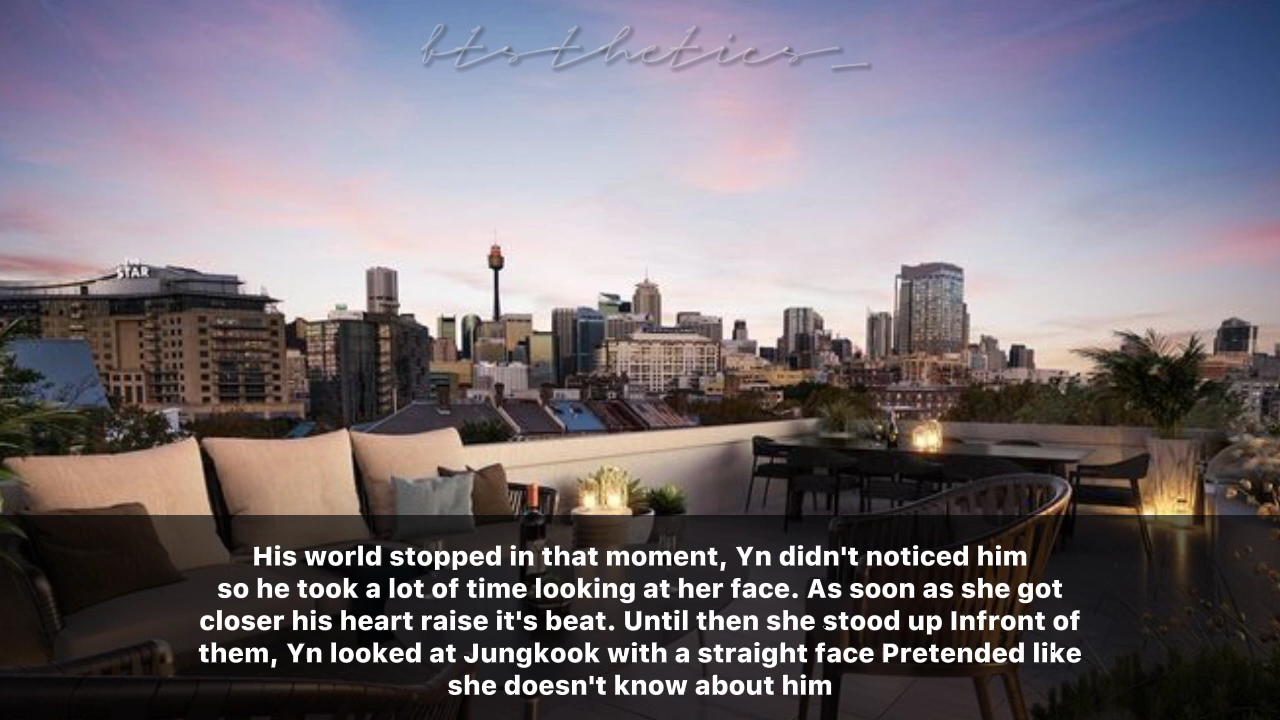 btsthetics_
THE
STAR
His world stopped in that moment, Yn didn't noticed him
so he took a lot of time looking at her face. As soon as she got
closer his heart raise it's beat. Until then she stood up Infront of
them, Yn looked at Jungkook with a straight face Pretended like
she doesn't know about him